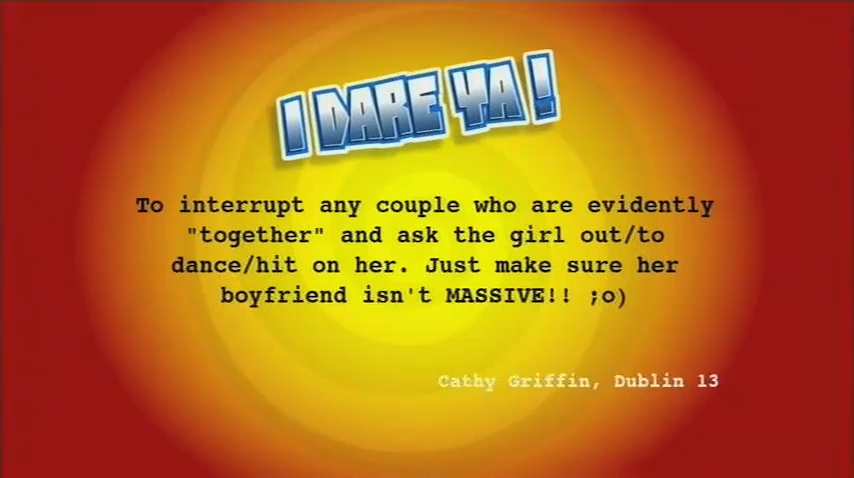 I DARE YA!
To interrupt any couple who are evidently
"together" and ask the girl out/to
dance/hit on her. Just make sure her
boyfriend isn't MASSIVE!! ;o)
Cathy Griffin, Dublin 13